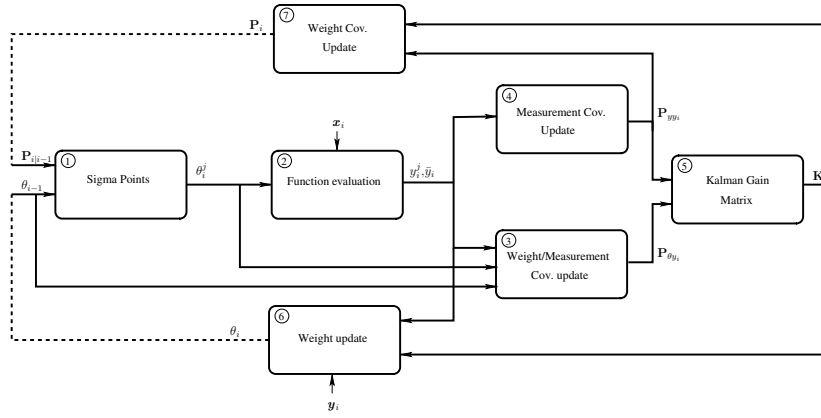 7
Weight Cov.
Update
P_i
4
Measurement Cov.
Update
P_{yy_i}
x_i
P_{i|i−1}
1
Sigma Points
θ_{i−1}
θ_i^j
2
Function evaluation
y_i^j, ȳ_i
5
Kalman Gain
Matrix
K
3
Weight/Measurement
Cov. update
P_{θy_i}
6
Weight update
θ_i
y_i